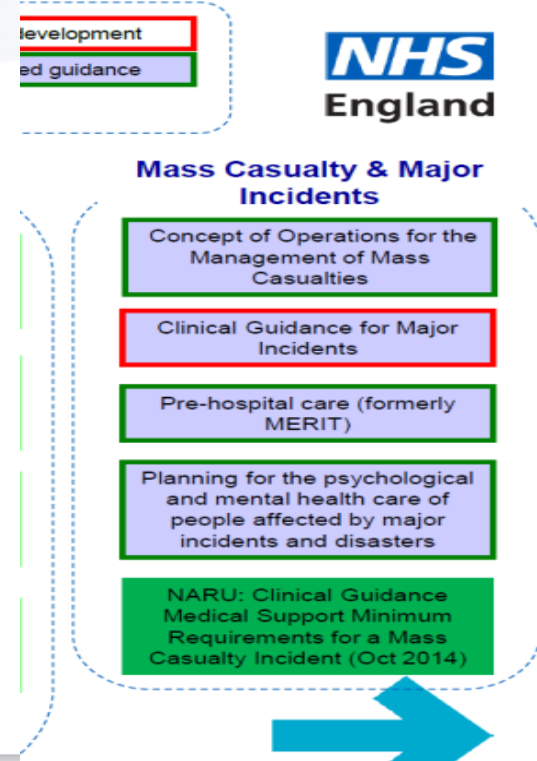 development
ed guidance
NHS
England
Mass Casualty & Major
Incidents
Concept of Operations for the
Management of Mass
Casualties
Clinical Guidance for Major
Incidents
Pre-hospital care (formerly
MERIT)
Planning for the psychological
and mental health care of
people affected by major
incidents and disasters
NARU: Clinical Guidance
Medical Support Minimum
Requirements for a Mass
Casualty Incident (Oct 2014)